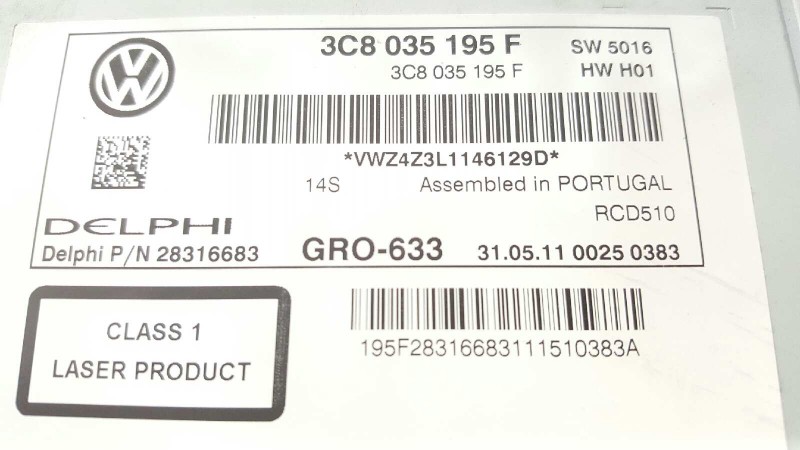 3C8 035 195 F SW 5016
3C8 035 195 F HW H01
*VWZ4Z3L1146129D*
14S Assembled in PORTUGAL
RCD510
DELPHI
Delphi P/N 28316683 GRO-633 31.05.11 0025 0383
CLASS 1
LASER PRODUCT
195F28316683111510383A